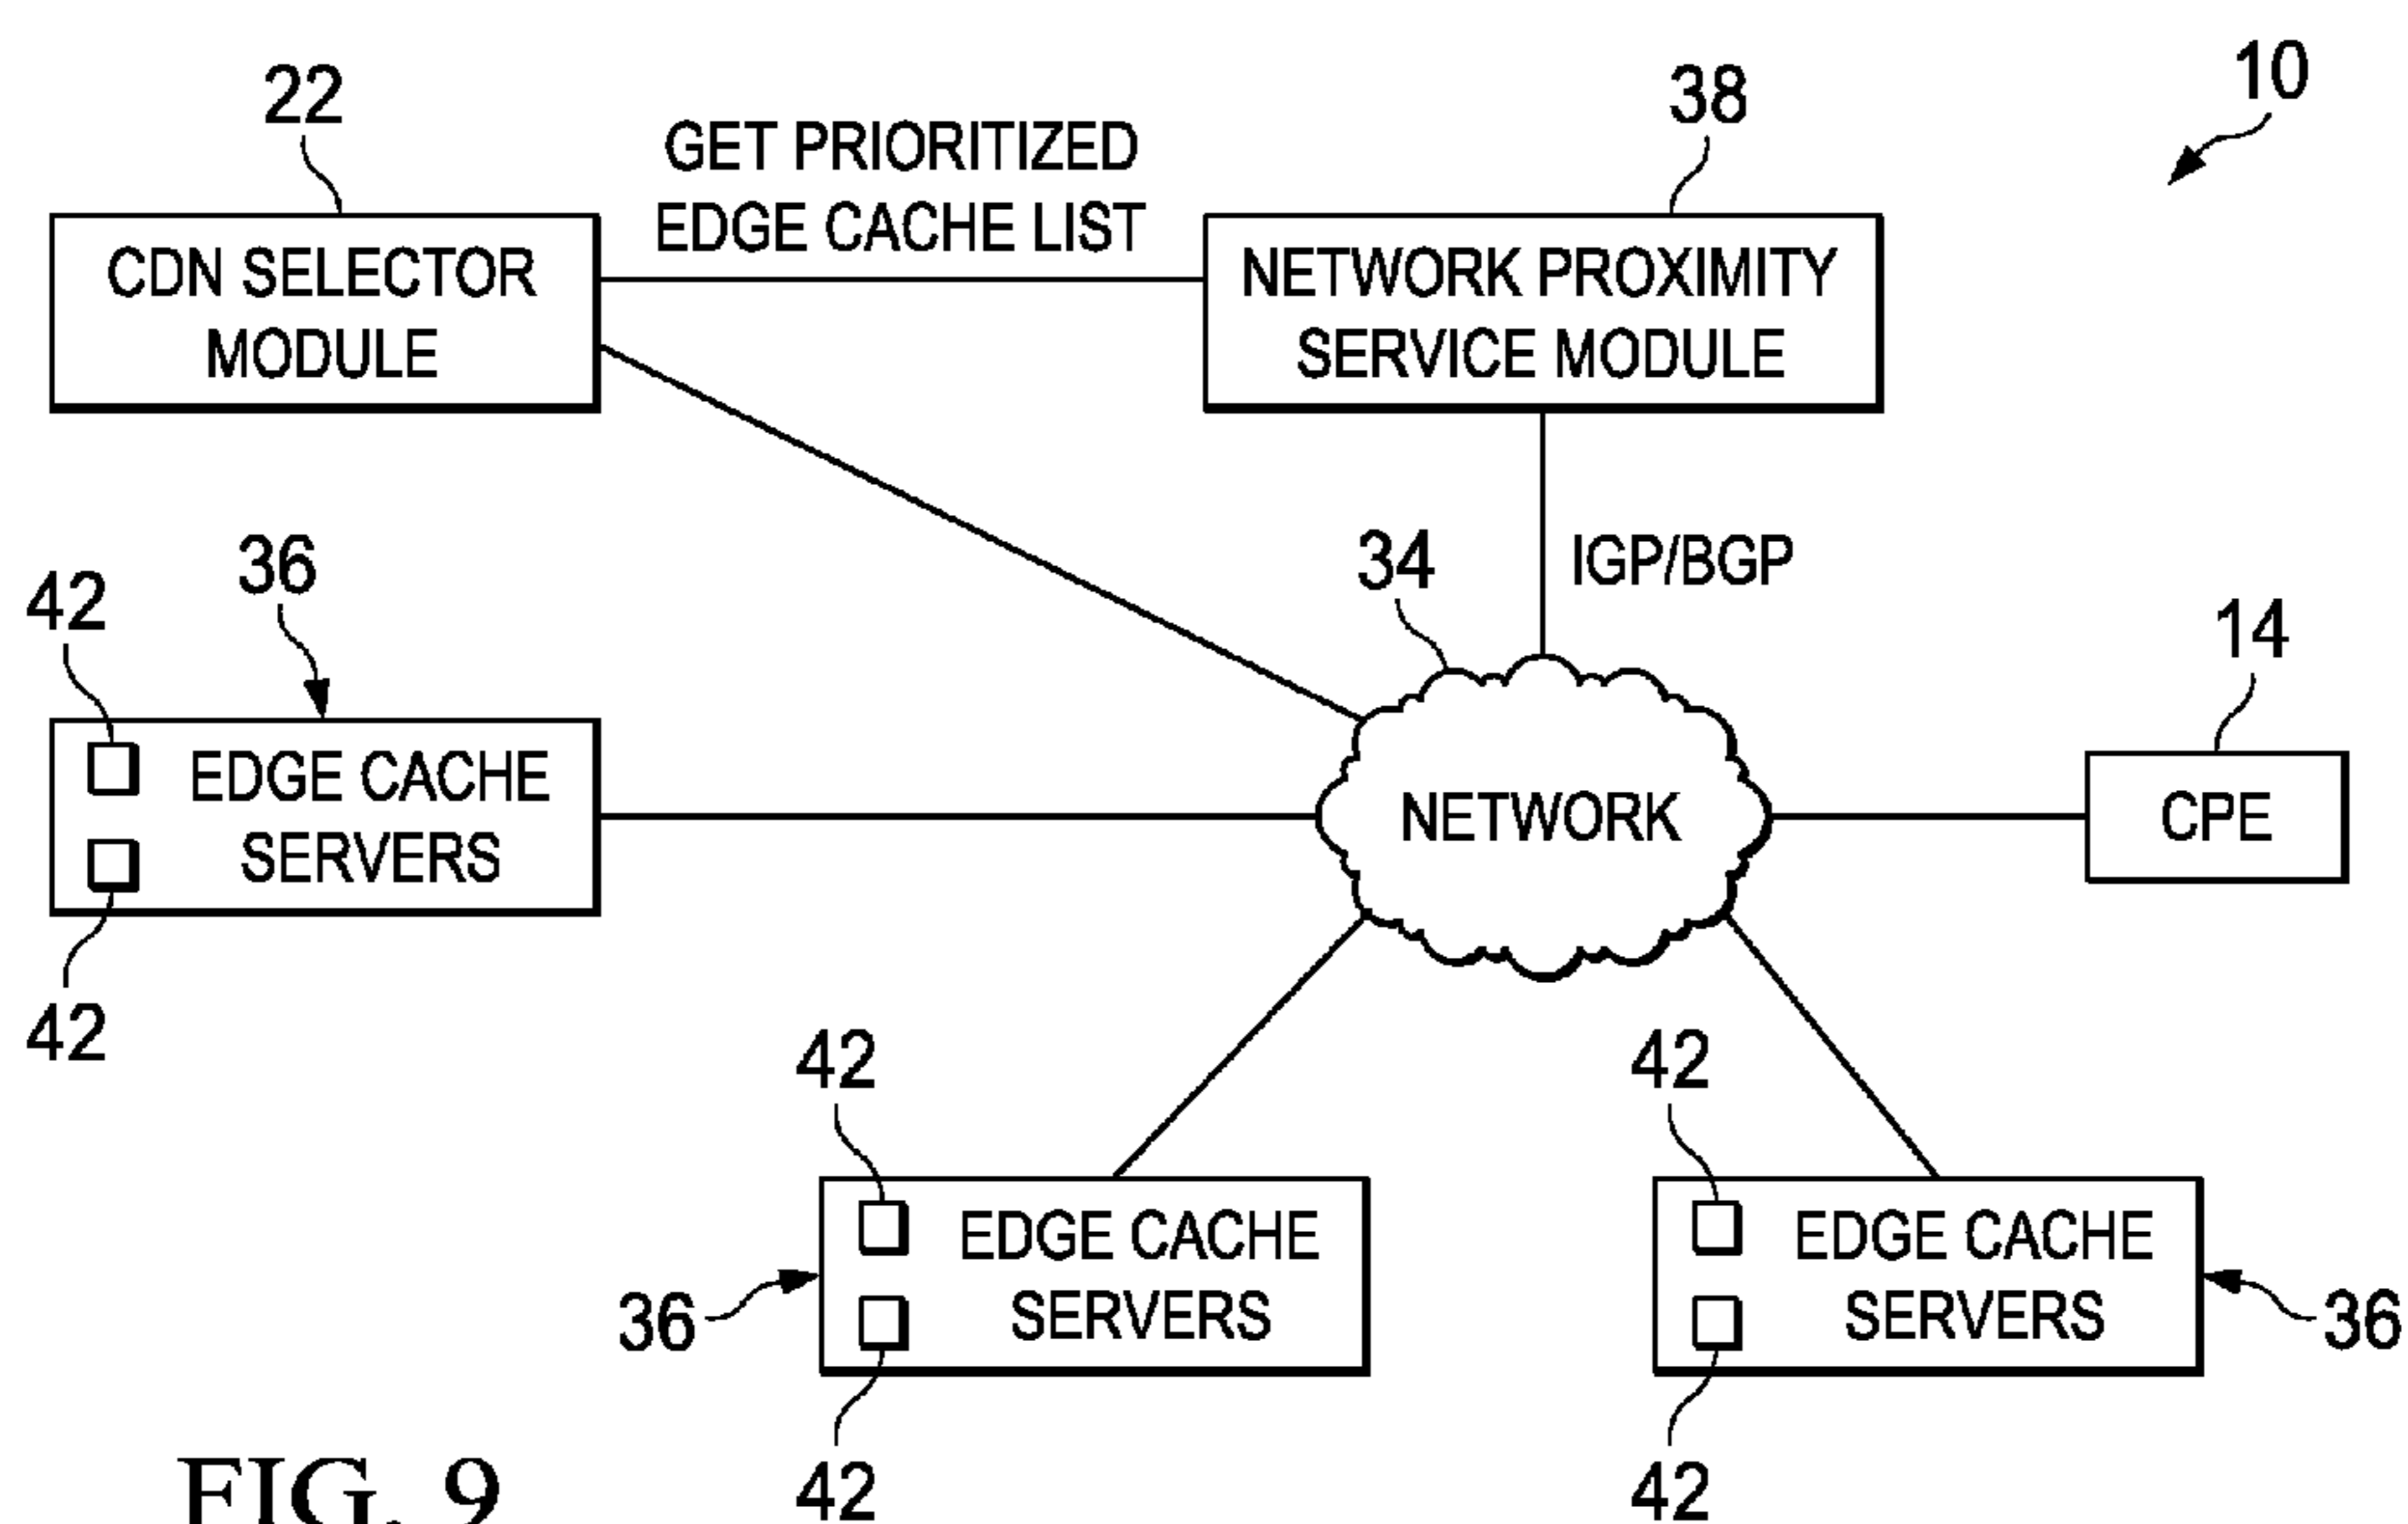 10
22
38
GET PRIORITIZED
EDGE CACHE LIST
CDN SELECTOR
MODULE
NETWORK PROXIMITY
SERVICE MODULE
34
IGP/BGP
36
42
14
EDGE CACHE
SERVERS
NETWORK
CPE
42
42
42
EDGE CACHE
SERVERS
36
EDGE CACHE
SERVERS
36
42
42
FIG. 9